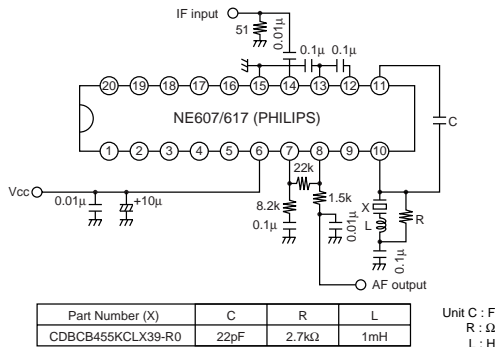 IF input
51
0.01μ
0.1μ
0.1μ
20 19 18 17 16 15 14 13 12 11
NE607/617 (PHILIPS)
C
1 2 3 4 5 6 7 8 9 10
22k
Vcc
0.01μ
+10μ
8.2k
1.5k
0.1μ
0.01μ
X
L
R
0.1μ
AF output
Part Number (X) C R L
CDBCB455KCLX39-R0 22pF 2.7kΩ 1mH
Unit C : F
R : Ω
L : H